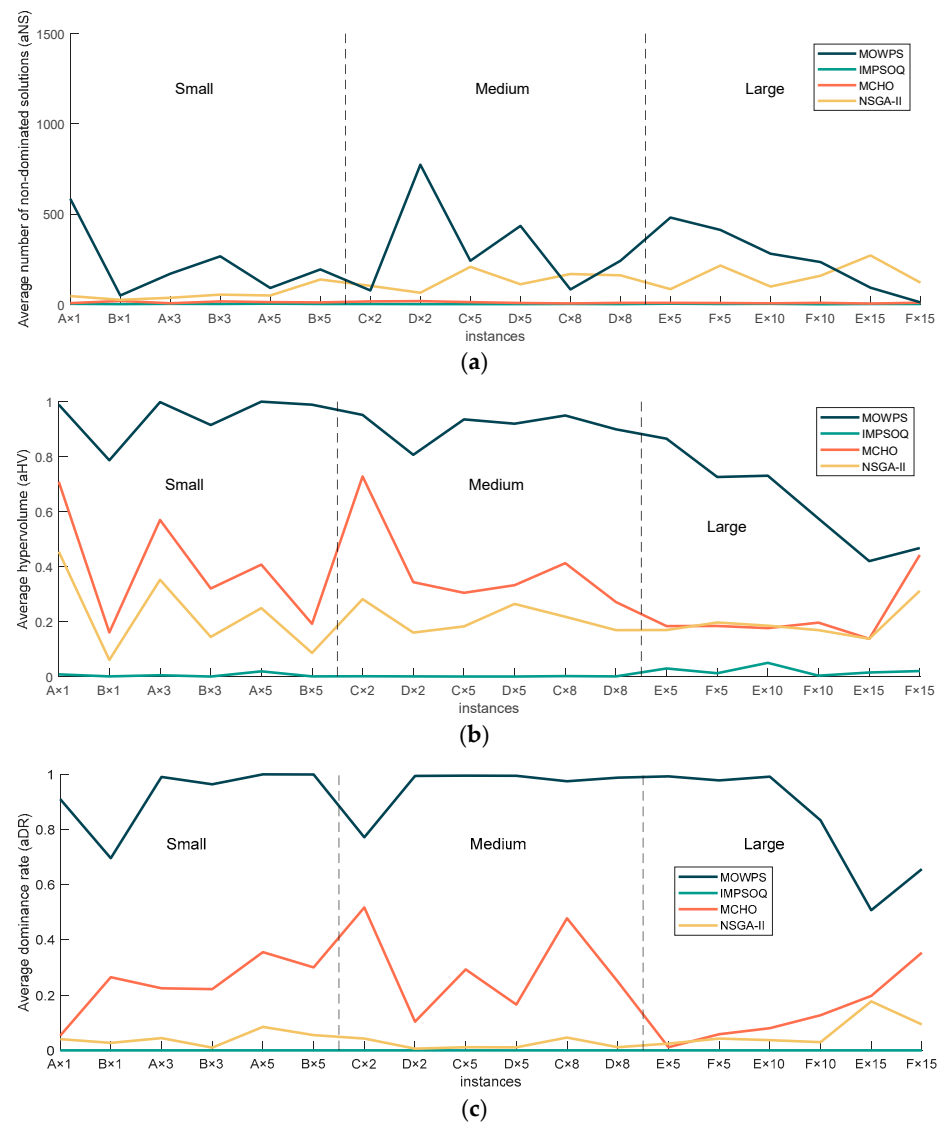 Average number of non-dominated solutions (aNS)
1500
1000
500
0
Small
Medium
Large
MOWPS
IMPSOQ
MCHO
NSGA-II
A×1 B×1 A×3 B×3 A×5 B×5 C×2 D×2 C×5 D×5 C×8 D×8 E×5 F×5 E×10 F×10 E×15 F×15
instances
(a)
Average hypervolume (aHV)
1
0.8
0.6
0.4
0.2
0
Small
Medium
Large
MOWPS
IMPSOQ
MCHO
NSGA-II
A×1 B×1 A×3 B×3 A×5 B×5 C×2 D×2 C×5 D×5 C×8 D×8 E×5 F×5 E×10 F×10 E×15 F×15
instances
(b)
Average dominance rate (aDR)
1
0.8
0.6
0.4
0.2
0
Small
Medium
Large
MOWPS
IMPSOQ
MCHO
NSGA-II
A×1 B×1 A×3 B×3 A×5 B×5 C×2 D×2 C×5 D×5 C×8 D×8 E×5 F×5 E×10 F×10 E×15 F×15
instances
(c)